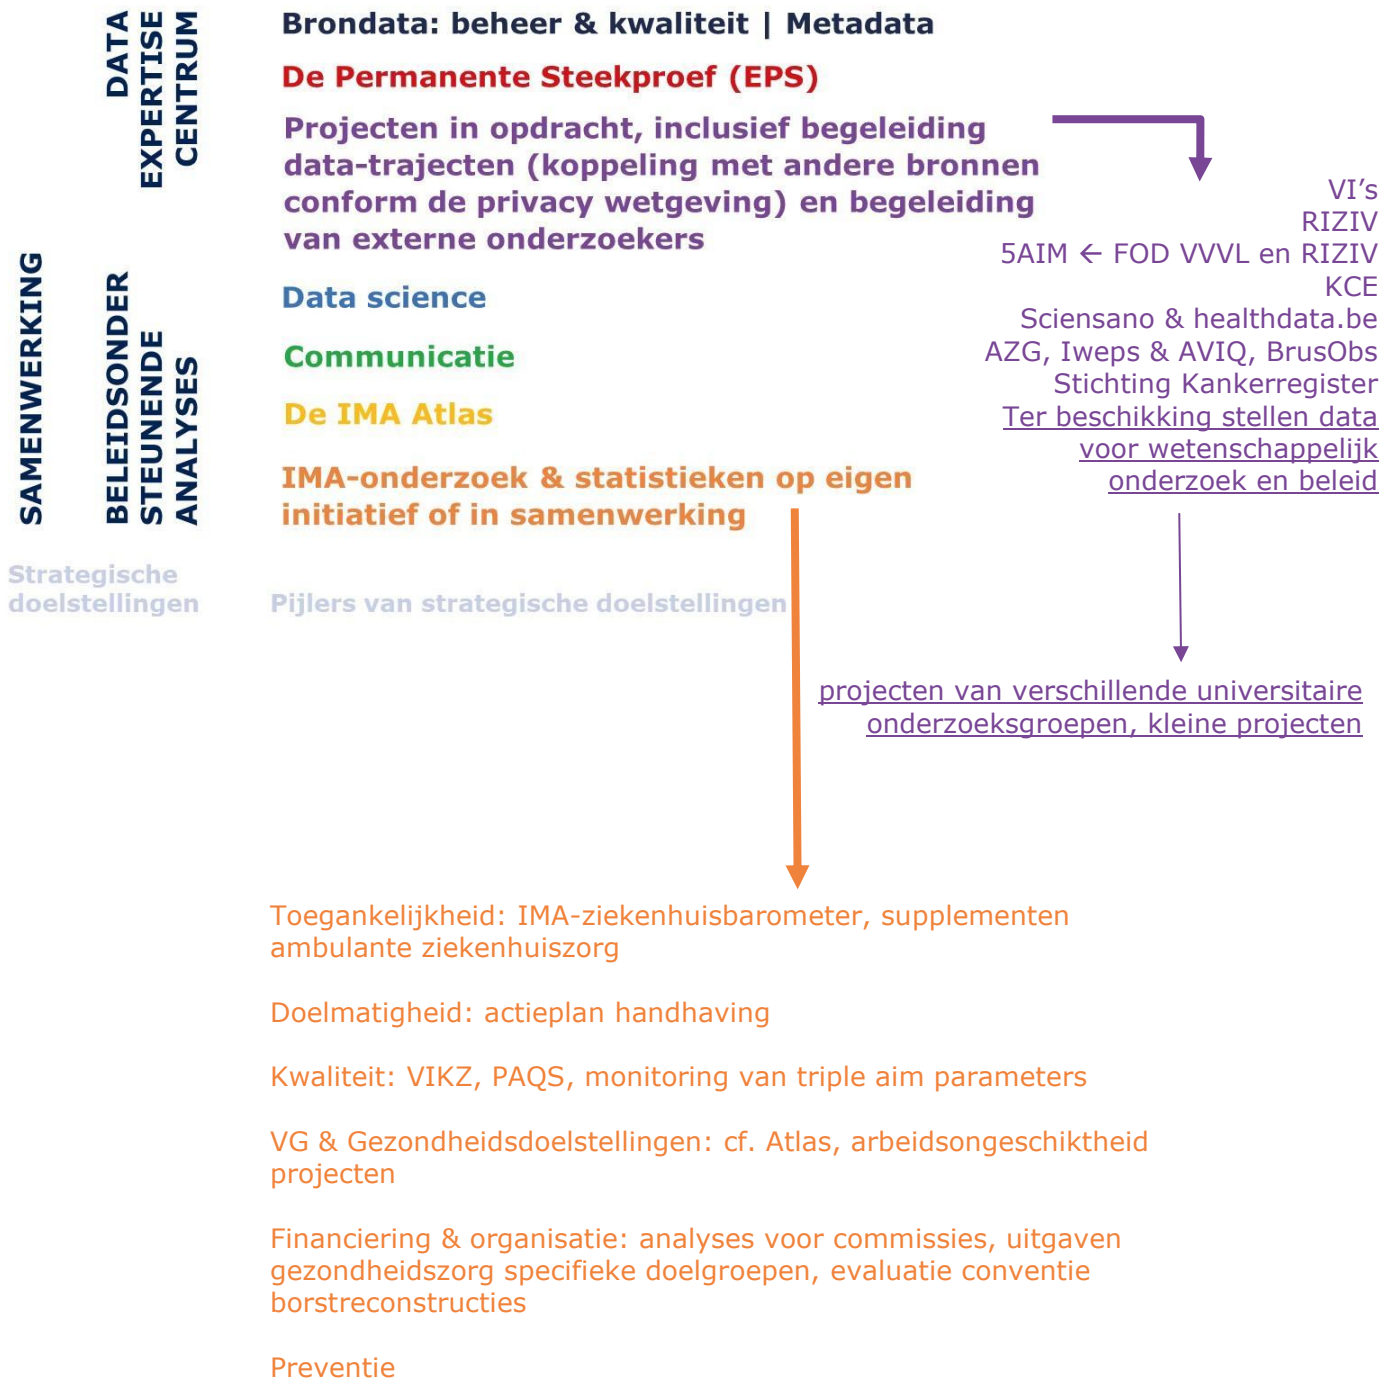 DATA
EXPERTISE
CENTRUM
SAMENWERKING
BELEIDSONDER
STEUNENDE
ANALYSES
Brondata: beheer & kwaliteit | Metadata
De Permanente Steekproef (EPS)
Projecten in opdracht, inclusief begeleiding
data-trajecten (koppeling met andere bronnen
conform de privacy wetgeving) en begeleiding
van externe onderzoekers
Data science
Communicatie
De IMA Atlas
IMA-onderzoek & statistieken op eigen
initiatief of in samenwerking
Strategische
doelstellingen
Pijlers van strategische doelstellingen
VI’s
RIZIV
5AIM ← FOD VVVL en RIZIV
KCE
Sciensano & healthdata.be
AZG, Iweps & AVIQ, BrusObs
Stichting Kankerregister
Ter beschikking stellen data
voor wetenschappelijk
onderzoek en beleid
projecten van verschillende universitaire
onderzoeksgroepen, kleine projecten
Toegankelijkheid: IMA-ziekenhuisbarometer, supplementen
ambulante ziekenhuiszorg
Doelmatigheid: actieplan handhaving
Kwaliteit: VIKZ, PAQS, monitoring van triple aim parameters
VG & Gezondheidsdoelstellingen: cf. Atlas, arbeidsongeschiktheid
projecten
Financiering & organisatie: analyses voor commissies, uitgaven
gezondheidszorg specifieke doelgroepen, evaluatie conventie
borstreconstructies
Preventie